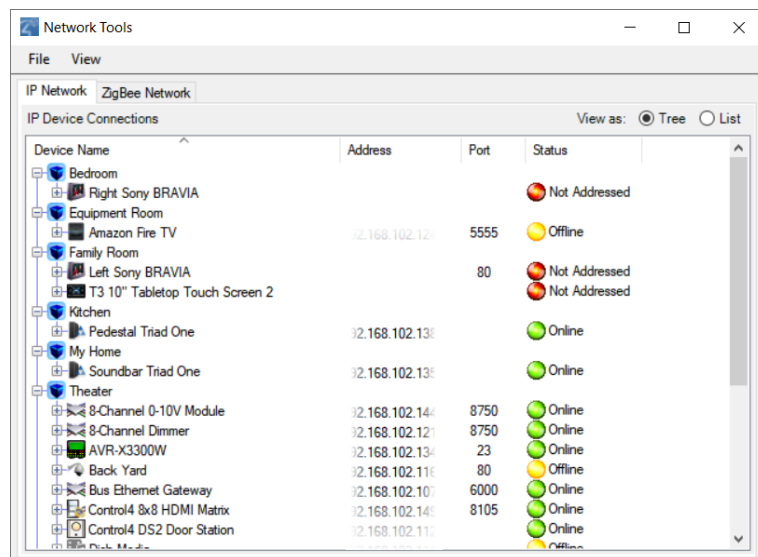 Network Tools
File View
IP Network ZigBee Network
IP Device Connections View as: Tree List
Device Name Address Port Status
Bedroom
Right Sony BRAVIA Not Addressed
Equipment Room
Amazon Fire TV 5555 Offline
Family Room
Left Sony BRAVIA 80 Not Addressed
T3 10" Tabletop Touch Screen 2 Not Addressed
Kitchen
Pedestal Triad One Online
My Home
Soundbar Triad One Online
Theater
8-Channel 0-10V Module 8750 Online
8-Channel Dimmer 8750 Online
AVR-X3300W 23 Online
Back Yard 80 Offline
Bus Ethernet Gateway 6000 Online
Control4 8x8 HDMI Matrix 8105 Online
Control4 DS2 Door Station Online